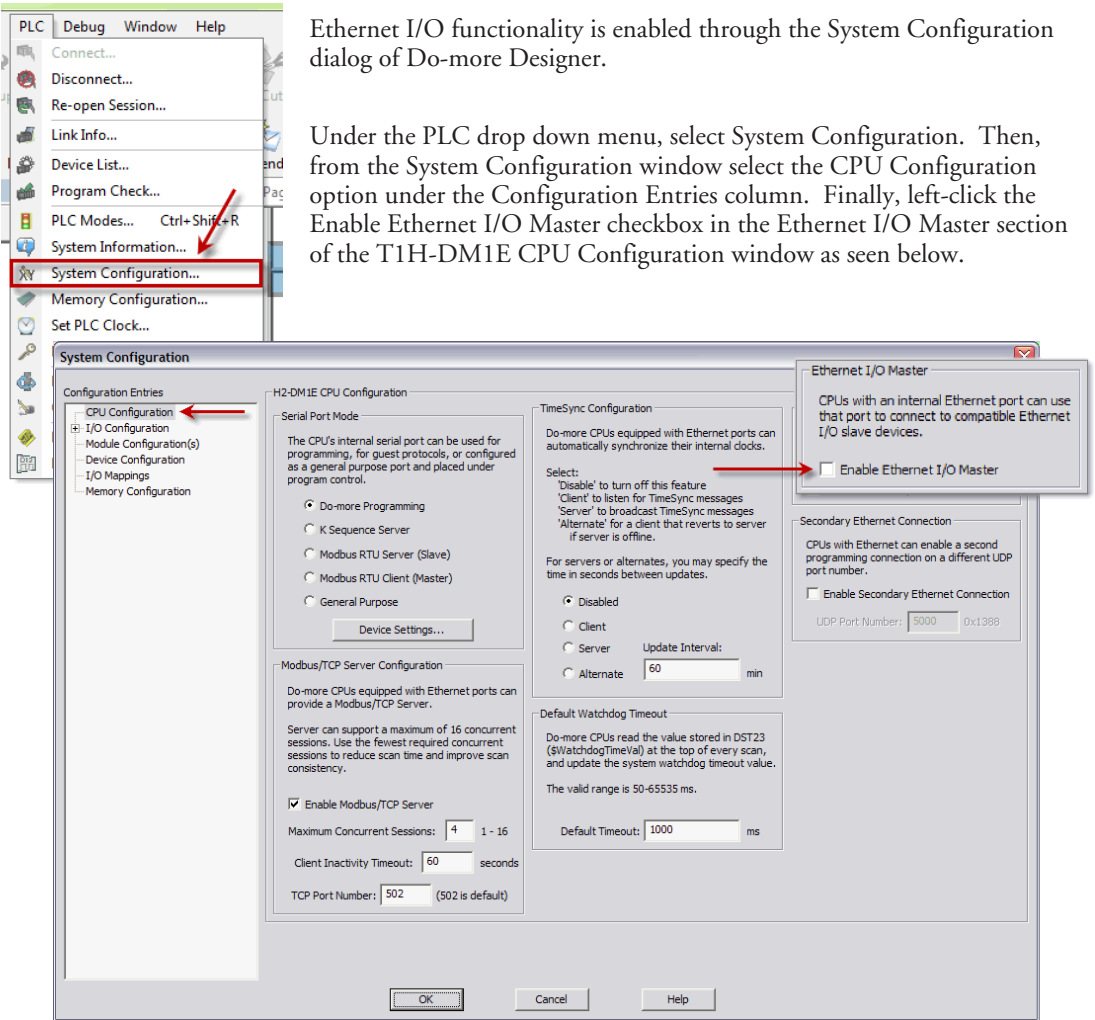 PLC Debug Window Help
Connect...
Disconnect...
Re-open Session...
Link Info...
Device List...
Program Check...
PLC Modes... Ctrl+Shift+R
System Information...
System Configuration...
Memory Configuration...
Set PLC Clock...
Ethernet I/O functionality is enabled through the System Configuration
dialog of Do-more Designer.
Under the PLC drop down menu, select System Configuration. Then,
from the System Configuration window select the CPU Configuration
option under the Configuration Entries column. Finally, left-click the
Enable Ethernet I/O Master checkbox in the Ethernet I/O Master section
of the T1H-DM1E CPU Configuration window as seen below.
System Configuration
Configuration Entries
CPU Configuration
I/O Configuration
Module Configuration(s)
Device Configuration
I/O Mappings
Memory Configuration
H2-DM1E CPU Configuration
Serial Port Mode
The CPU's internal serial port can be used for
programming, for guest protocols, or configured
as a general purpose port and placed under
program control.
Do-more Programming
K Sequence Server
Modbus RTU Server (Slave)
Modbus RTU Client (Master)
General Purpose
Device Settings...
Modbus/TCP Server Configuration
Do-more CPUs equipped with Ethernet ports can
provide a Modbus/TCP Server.
Server can support a maximum of 16 concurrent
sessions. Use the fewest required concurrent
sessions to reduce scan time and improve scan
consistency.
Enable Modbus/TCP Server
Maximum Concurrent Sessions: 4 1 - 16
Client Inactivity Timeout: 60 seconds
TCP Port Number: 502 (502 is default)
TimeSync Configuration
Do-more CPUs equipped with Ethernet ports can
automatically synchronize their internal clocks.
Select:
'Disable' to turn off this feature
'Client' to listen for TimeSync messages
'Server' to broadcast TimeSync messages
'Alternate' for a client that reverts to server
if server is offline.
For servers or alternates, you may specify the
time in seconds between updates.
Disabled
Client
Server Update Interval:
Alternate 60 min
Default Watchdog Timeout
Do-more CPUs read the value stored in DST23
($WatchdogTimeVal) at the top of every scan,
and update the system watchdog timeout value.
The valid range is 50-65535 ms.
Default Timeout: 1000 ms
Ethernet I/O Master
CPUs with an internal Ethernet port can use
that port to connect to compatible Ethernet
I/O slave devices.
Enable Ethernet I/O Master
Secondary Ethernet Connection
CPUs with Ethernet can enable a second
programming connection on a different UDP
port number.
Enable Secondary Ethernet Connection
UDP Port Number: 5000 0x1388
OK Cancel Help